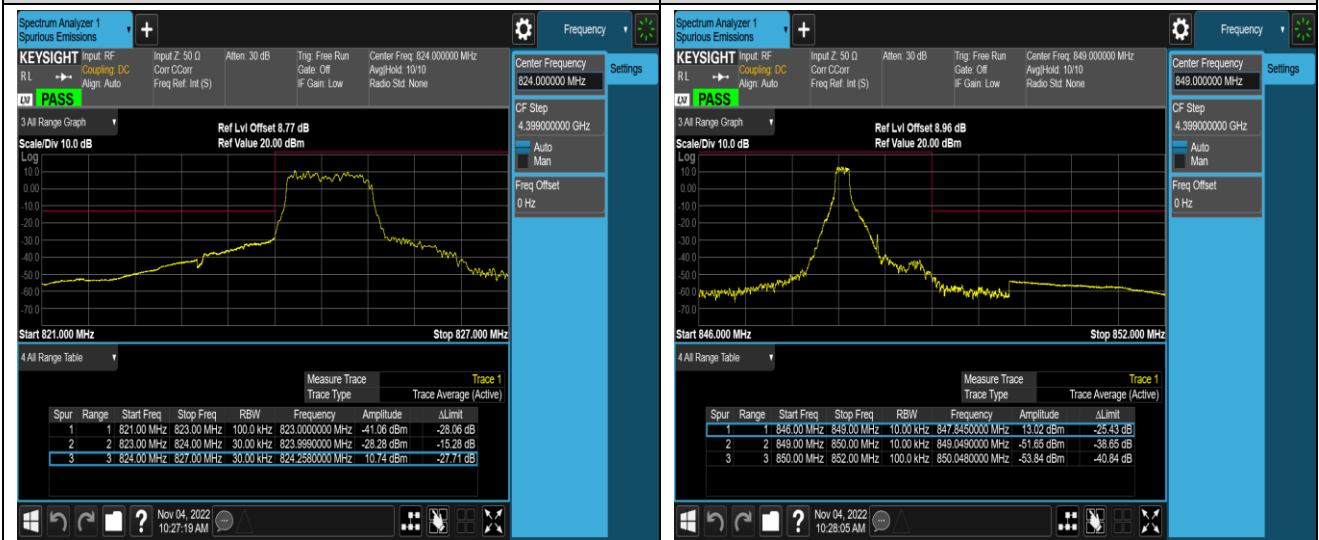 Spectrum Analyzer 1
Spurious Emissions
+
Frequency
KEYSIGHT Input: RF Input Z: 50 Ω Atten: 30 dB Trig: Free Run Center Freq: 824.000000 MHz
RL Coupling: DC Corr CCorr Gate: Off Avg|Hold: 10/10
Align: Auto Freq Ref: Int (S) IF Gain: Low Radio Std: None
LXI PASS
Center Frequency
824.000000 MHz
Settings
CF Step
4.399000000 GHz
Auto
Man
Freq Offset
0 Hz
3 All Range Graph
Ref Lvl Offset 8.77 dB
Scale/Div 10.0 dB Ref Value 20.00 dBm
Log
10.0
0.00
-10.0
-20.0
-30.0
-40.0
-50.0
-60.0
-70.0
Start 821.000 MHz Stop 827.000 MHz
4 All Range Table
Measure Trace Trace 1
Trace Type Trace Average (Active)
Spur Range Start Freq Stop Freq RBW Frequency Amplitude ΔLimit
1 1 821.00 MHz 823.00 MHz 100.0 kHz 823.0000000 MHz -41.06 dBm -28.06 dB
2 2 823.00 MHz 824.00 MHz 30.00 kHz 823.9990000 MHz -28.28 dBm -15.28 dB
3 3 824.00 MHz 827.00 MHz 30.00 kHz 824.2580000 MHz 10.74 dBm -27.71 dB
?
Nov 04, 2022
10:27:19 AM
Spectrum Analyzer 1
Spurious Emissions
+
Frequency
KEYSIGHT Input: RF Input Z: 50 Ω Atten: 30 dB Trig: Free Run Center Freq: 849.000000 MHz
RL Coupling: DC Corr CCorr Gate: Off Avg|Hold: 10/10
Align: Auto Freq Ref: Int (S) IF Gain: Low Radio Std: None
LXI PASS
Center Frequency
849.000000 MHz
Settings
CF Step
4.399000000 GHz
Auto
Man
Freq Offset
0 Hz
3 All Range Graph
Ref Lvl Offset 8.96 dB
Scale/Div 10.0 dB Ref Value 20.00 dBm
Log
10.0
0.00
-10.0
-20.0
-30.0
-40.0
-50.0
-60.0
-70.0
Start 846.000 MHz Stop 852.000 MHz
4 All Range Table
Measure Trace Trace 1
Trace Type Trace Average (Active)
Spur Range Start Freq Stop Freq RBW Frequency Amplitude ΔLimit
1 1 846.00 MHz 849.00 MHz 10.00 kHz 847.8450000 MHz 13.02 dBm -25.43 dB
2 2 849.00 MHz 850.00 MHz 10.00 kHz 849.0490000 MHz -51.65 dBm -38.65 dB
3 3 850.00 MHz 852.00 MHz 100.0 kHz 850.0480000 MHz -53.84 dBm -40.84 dB
?
Nov 04, 2022
10:28:05 AM